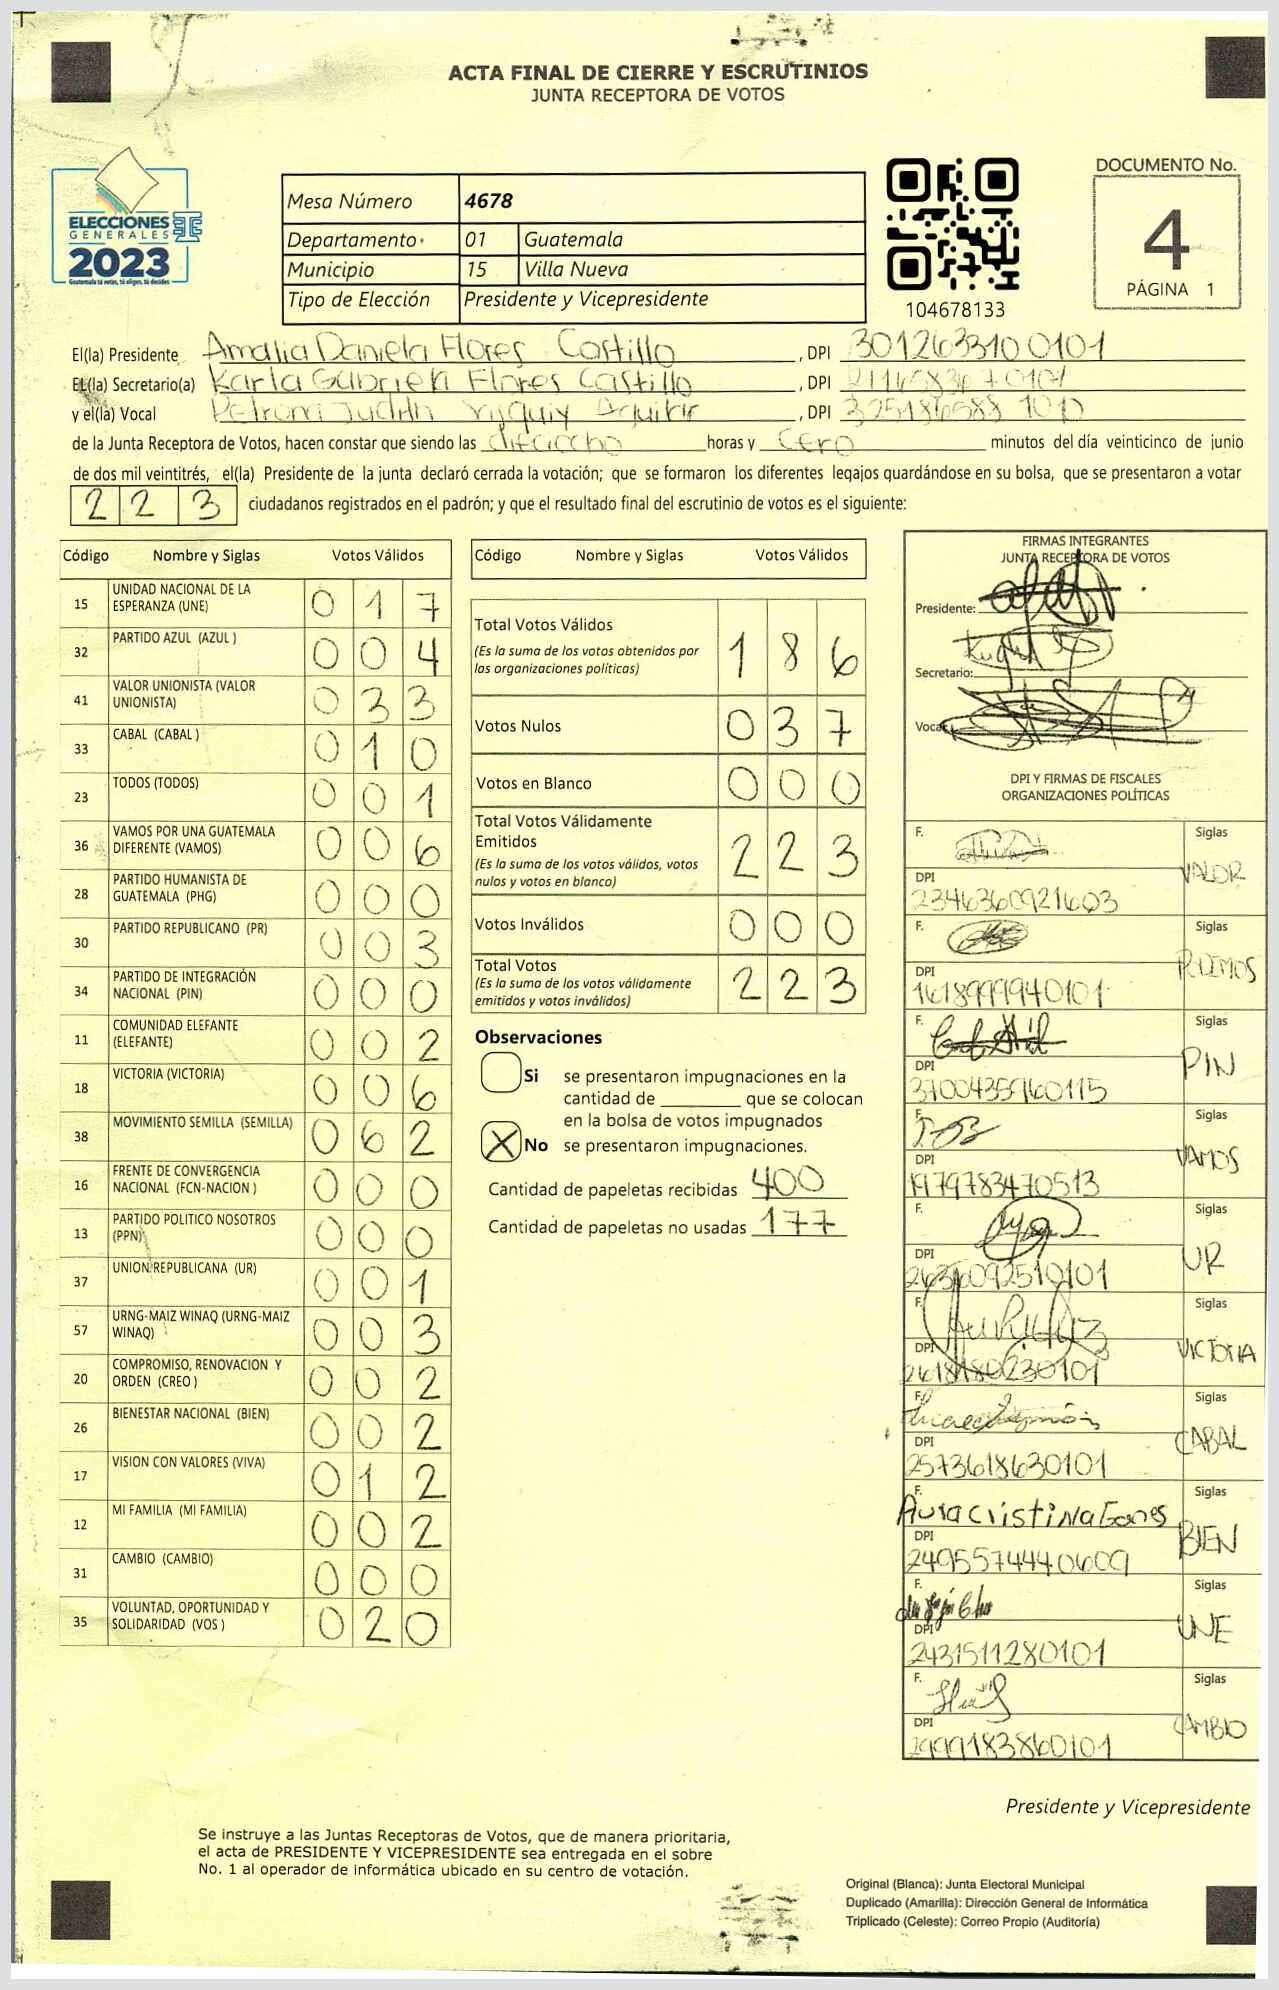 ACTA FINAL DE CIERRE Y ESCRUTINIOS
JUNTA RECEPTORA DE VOTOS
ELECCIONES
GENERALES
2023
Guatemala tú votas, tú eliges, tú decides
Mesa Número 4678
Departamento 01 Guatemala
Municipio 15 Villa Nueva
Tipo de Elección Presidente y Vicepresidente
104678133
DOCUMENTO No.
4
PÁGINA 1
El(la) Presidente Amalia Daniela Flores Castillo, DPI 3012633100101
EL(la) Secretario(a) Karla Gabriela Flores Castillo, DPI
y el(la) Vocal Judith, DPI
de la Junta Receptora de Votos, hacen constar que siendo las dieciocho horas y cero minutos del día veinticinco de junio
de dos mil veintitrés, el(la) Presidente de la junta declaró cerrada la votación; que se formaron los diferentes legajos quardándose en su bolsa, que se presentaron a votar
2 2 3 ciudadanos registrados en el padrón; y que el resultado final del escrutinio de votos es el siguiente:
Código Nombre y Siglas Votos Válidos
15 UNIDAD NACIONAL DE LA ESPERANZA (UNE) 0 1 7
32 PARTIDO AZUL (AZUL ) 0 0 4
41 VALOR UNIONISTA (VALOR UNIONISTA) 0 3 3
33 CABAL (CABAL ) 0 1 0
23 TODOS (TODOS) 0 0 1
36 VAMOS POR UNA GUATEMALA DIFERENTE (VAMOS) 0 0 6
28 PARTIDO HUMANISTA DE GUATEMALA (PHG) 0 0 0
30 PARTIDO REPUBLICANO (PR) 0 0 3
34 PARTIDO DE INTEGRACIÓN NACIONAL (PIN) 0 0 0
11 COMUNIDAD ELEFANTE (ELEFANTE) 0 0 2
18 VICTORIA (VICTORIA) 0 0 6
38 MOVIMIENTO SEMILLA (SEMILLA) 0 6 2
16 FRENTE DE CONVERGENCIA NACIONAL (FCN-NACION ) 0 0 0
13 PARTIDO POLITICO NOSOTROS (PPN) 0 0 0
37 UNION REPUBLICANA (UR) 0 0 1
57 URNG-MAIZ WINAQ (URNG-MAIZ WINAQ) 0 0 3
20 COMPROMISO, RENOVACION Y ORDEN (CREO ) 0 0 2
26 BIENESTAR NACIONAL (BIEN) 0 0 2
17 VISION CON VALORES (VIVA) 0 1 2
12 MI FAMILIA (MI FAMILIA) 0 0 2
31 CAMBIO (CAMBIO) 0 0 0
35 VOLUNTAD, OPORTUNIDAD Y SOLIDARIDAD (VOS ) 0 2 0
Código Nombre y Siglas Votos Válidos
Total Votos Válidos 1 8 6
(Es la suma de los votos obtenidos por
las organizaciones políticas)
Votos Nulos 0 3 7
Votos en Blanco 0 0 0
Total Votos Válidamente
Emitidos 2 2 3
(Es la suma de los votos válidos, votos
nulos y votos en blanco)
Votos Inválidos 0 0 0
Total Votos 2 2 3
(Es la suma de los votos válidamente
emitidos y votos inválidos)
Observaciones
Si se presentaron impugnaciones en la
cantidad de ________ que se colocan
en la bolsa de votos impugnados
X No se presentaron impugnaciones.
Cantidad de papeletas recibidas 400
Cantidad de papeletas no usadas 177
FIRMAS INTEGRANTES
JUNTA RECEPTORA DE VOTOS
Presidente:
Secretario:
Vocal
DPI Y FIRMAS DE FISCALES
ORGANIZACIONES POLÍTICAS
F. Siglas VALOR
DPI 2346360921603
F. Siglas
DPI 1618999940101
F. Siglas PIN
DPI
F. Siglas VAMOS
DPI 1979783470513
F. Siglas UR
DPI 2636092510101
F. Siglas VICTORIA
DPI 2618180230101
F. Siglas CABAL
DPI 2573618630101
F. Aura cristina Siglas BIEN
DPI 2495574440609
F. Siglas UNE
DPI 2431511280101
F. Siglas CAMBIO
DPI 2999183860101
Presidente y Vicepresidente
Se instruye a las Juntas Receptoras de Votos, que de manera prioritaria,
el acta de PRESIDENTE Y VICEPRESIDENTE sea entregada en el sobre
No. 1 al operador de informática ubicado en su centro de votación.
Original (Blanca): Junta Electoral Municipal
Duplicado (Amarilla): Dirección General de Informática
Triplicado (Celeste): Correo Propio (Auditoría)